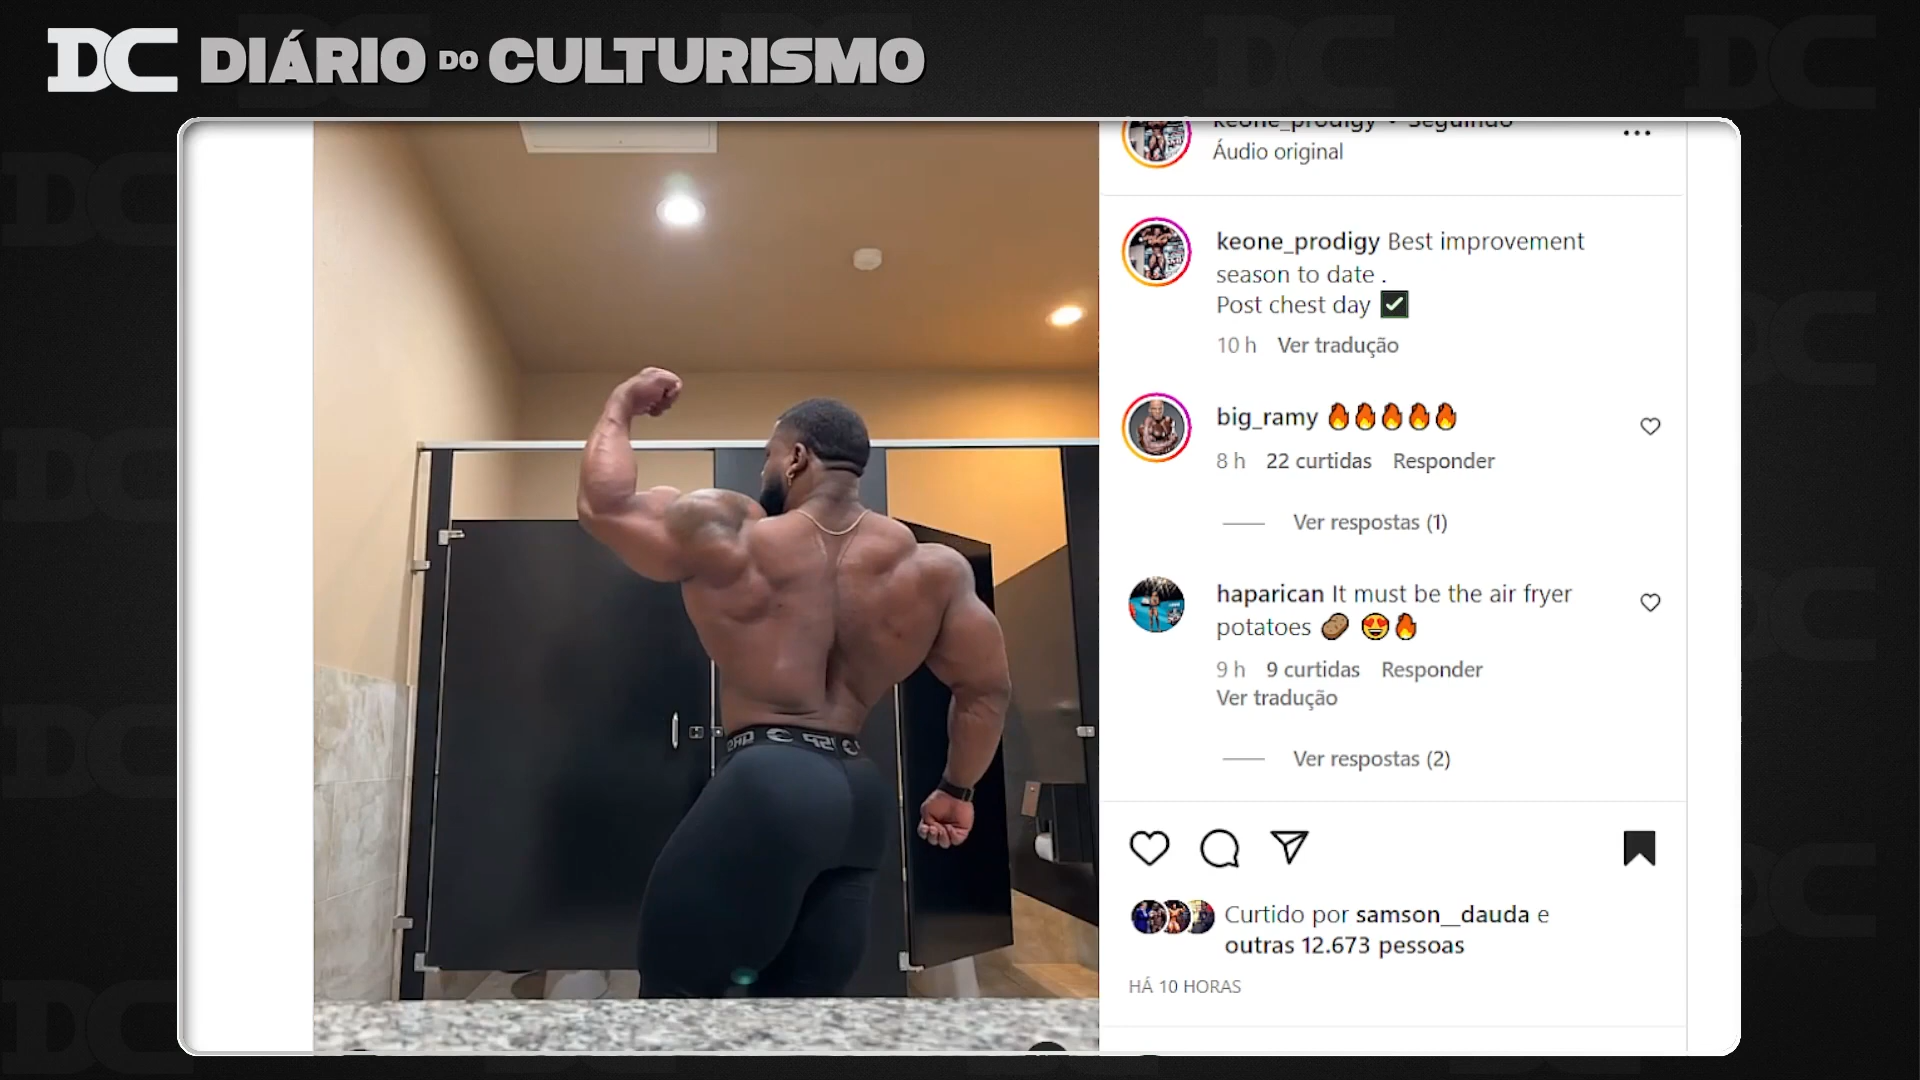 DC DIÁRIO DO CULTURISMO
keone_prodigy • Seguindo
Áudio original
keone_prodigy Best improvement
season to date .
Post chest day ✅
10 h Ver tradução
big_ramy 🔥🔥🔥🔥🔥
8 h 22 curtidas Responder
Ver respostas (1)
haparican It must be the air fryer
potatoes 🥔 😍🔥
9 h 9 curtidas Responder
Ver tradução
Ver respostas (2)
Curtido por samson__dauda e
outras 12.673 pessoas
HÁ 10 HORAS